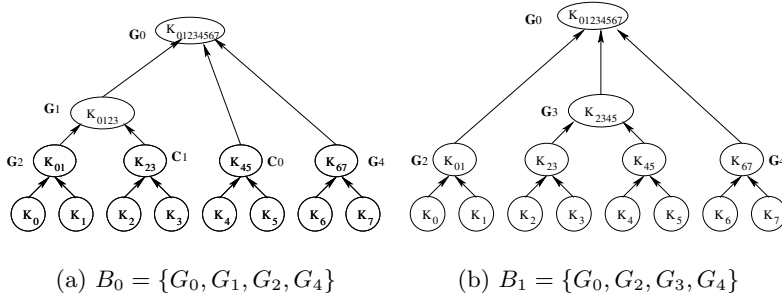 G0 K01234567
G1 K0123
G2 K01 K23 C1 K45 C0 K67 G4
K0 K1 K2 K3 K4 K5 K6 K7
(a) B0 = {G0, G1, G2, G4}
G0 K01234567
G3 K2345
G2 K01 K23 K45 K67 G4
K0 K1 K2 K3 K4 K5 K6 K7
(b) B1 = {G0, G2, G3, G4}